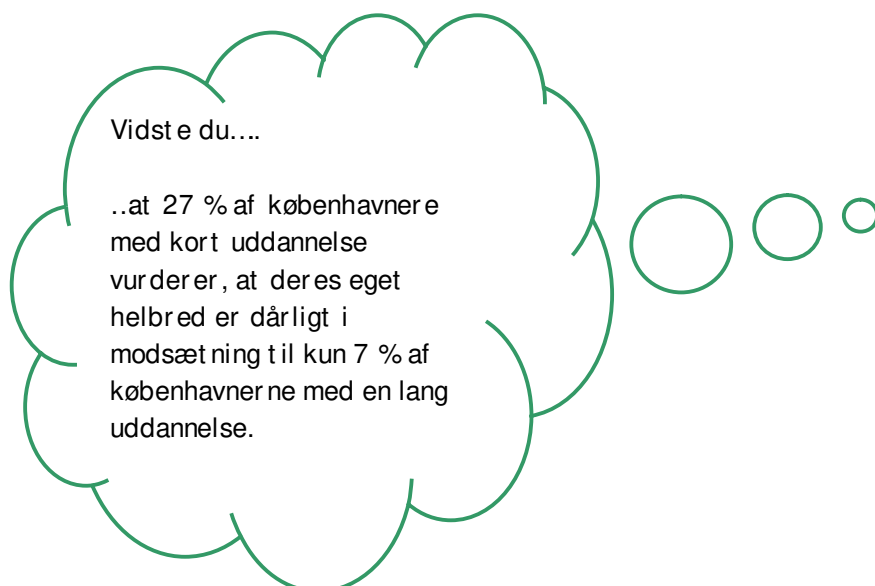 Vidste du....
..at 27 % af københavnere
med kort uddannelse
vurderer, at deres eget
helbred er dårligt i
modsætning til kun 7 % af
københavnerne med en lang
uddannelse.